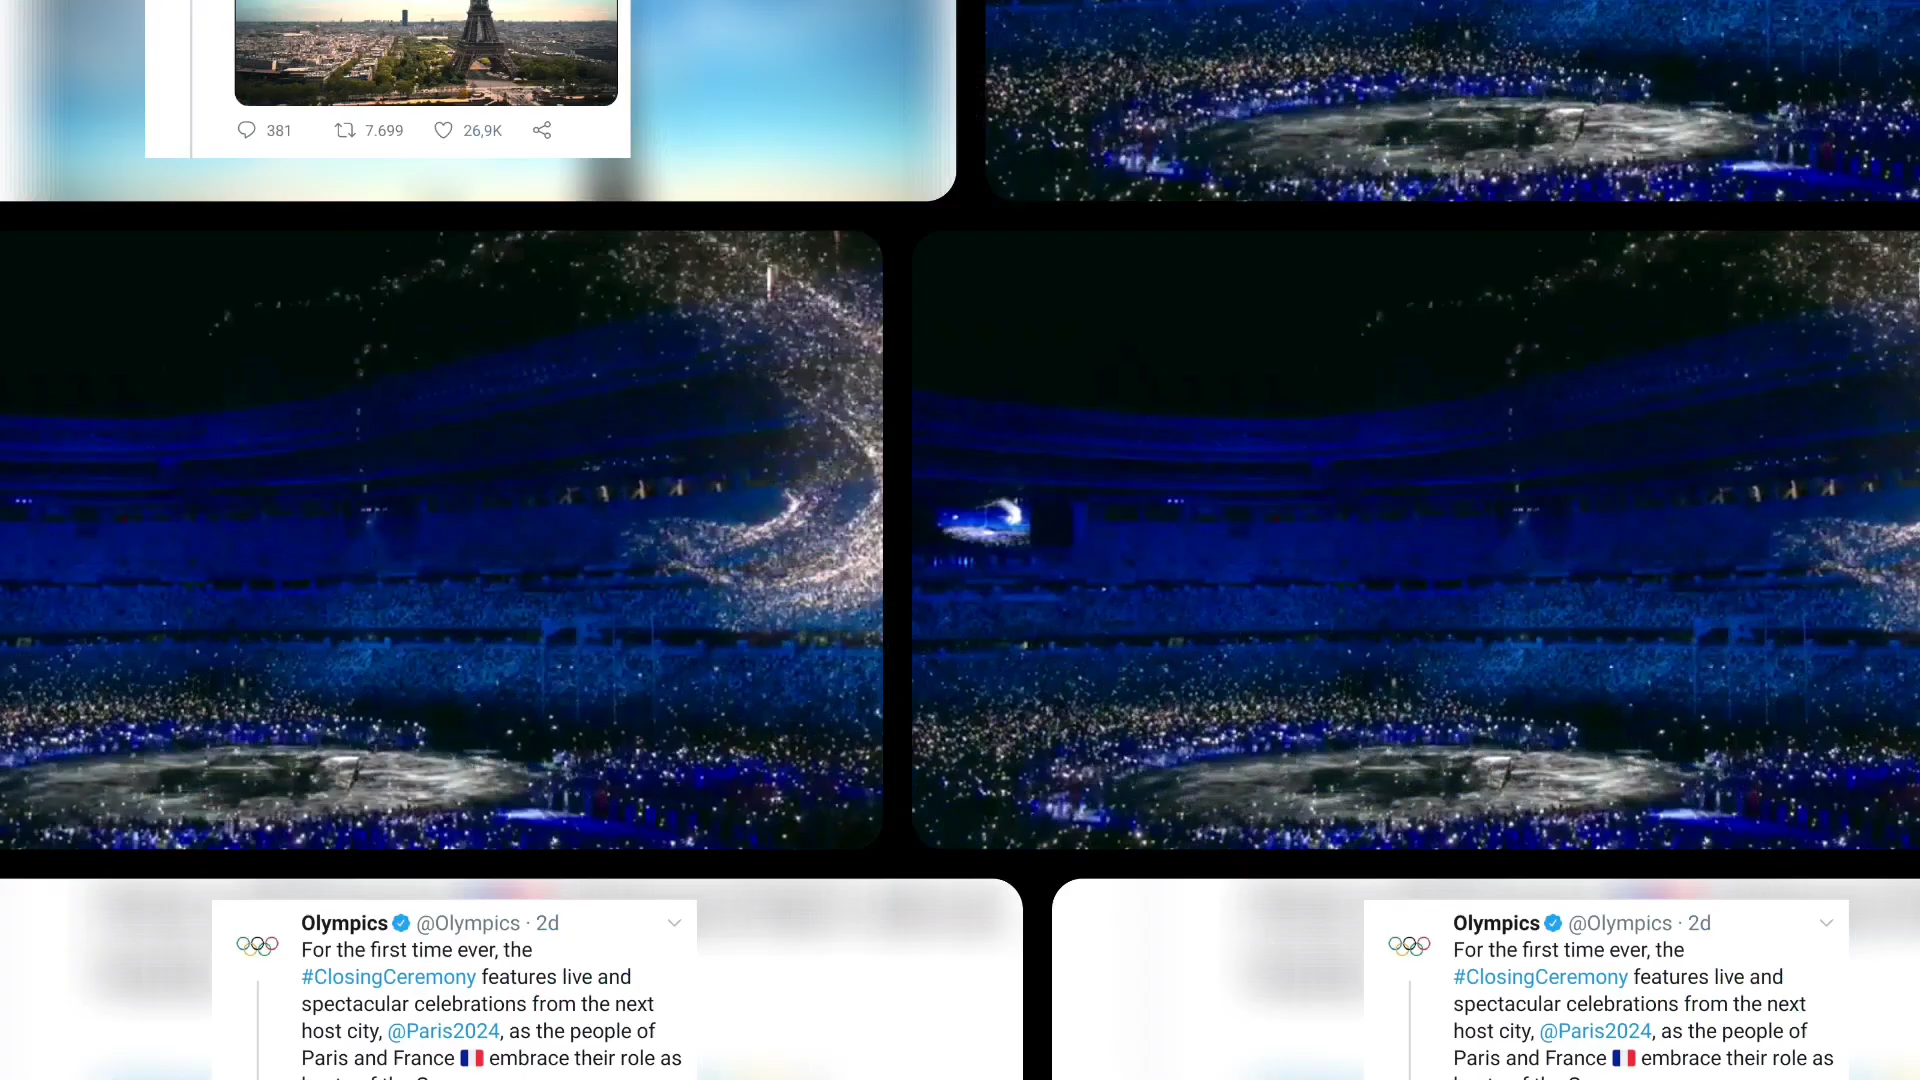 381 7.699 26,9K
Olympics @Olympics · 2d
For the first time ever, the
#ClosingCeremony features live and
spectacular celebrations from the next
host city, @Paris2024, as the people of
Paris and France 🇫🇷 embrace their role as
Olympics @Olympics · 2d
For the first time ever, the
#ClosingCeremony features live and
spectacular celebrations from the next
host city, @Paris2024, as the people of
Paris and France 🇫🇷 embrace their role as